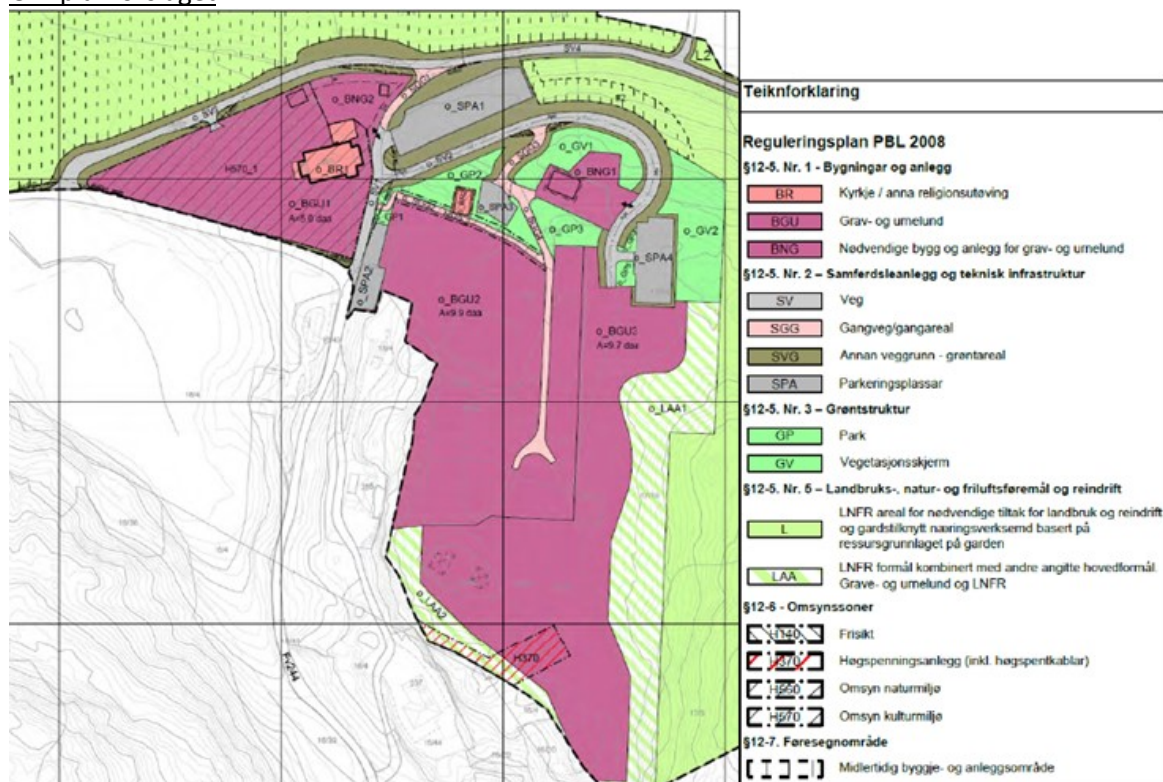 L2
SV4
o_SPA1
o_BNG2
o_SV1
SGG1
#2
o_GV1
o_SV2
H570_1
o_BR1
o_BNG1
o_GP2
o_BGU1
A=5.9 daa
o_SPA3
GP1
o_GP3
o_GV2
o_SPA4
o_SPA2
o_BGU2
A=9.9 daa
o_BGU3
A=9.7 daa
o_LAA1
o_LAA2
H370
FV244
Teiknforklaring
Reguleringsplan PBL 2008
§12-5. Nr. 1 - Bygningar og anlegg
BR Kyrkje / anna religionsutøving
BGU Grav- og urnelund
BNG Nødvendige bygg og anlegg for grav- og urnelund
§12-5. Nr. 2 – Samferdsleanlegg og teknisk infrastruktur
SV Veg
SGG Gangveg/gangareal
SVG Annan veggrunn - grøntareal
SPA Parkeringsplassar
§12-5. Nr. 3 – Grøntstruktur
GP Park
GV Vegetasjonsskjerm
§12-5. Nr. 5 – Landbruks-, natur- og friluftsføremål og reindrift
LNFR areal for nødvendige tiltak for landbruk og reindrift
L og gardstilknytt næringsverksemd basert på
ressursgrunnlaget på garden
LAA LNFR formål kombinert med andre angitte hovedformål.
Grave- og urnelund og LNFR
§12-6 - Omsynssoner
H140 Frisikt
H370 Høgspenningsanlegg (inkl. høgspentkablar)
H560 Omsyn naturmiljø
H570 Omsyn kulturmiljø
§12-7. Føresegnområde
Midlertidig byggje- og anleggsområde